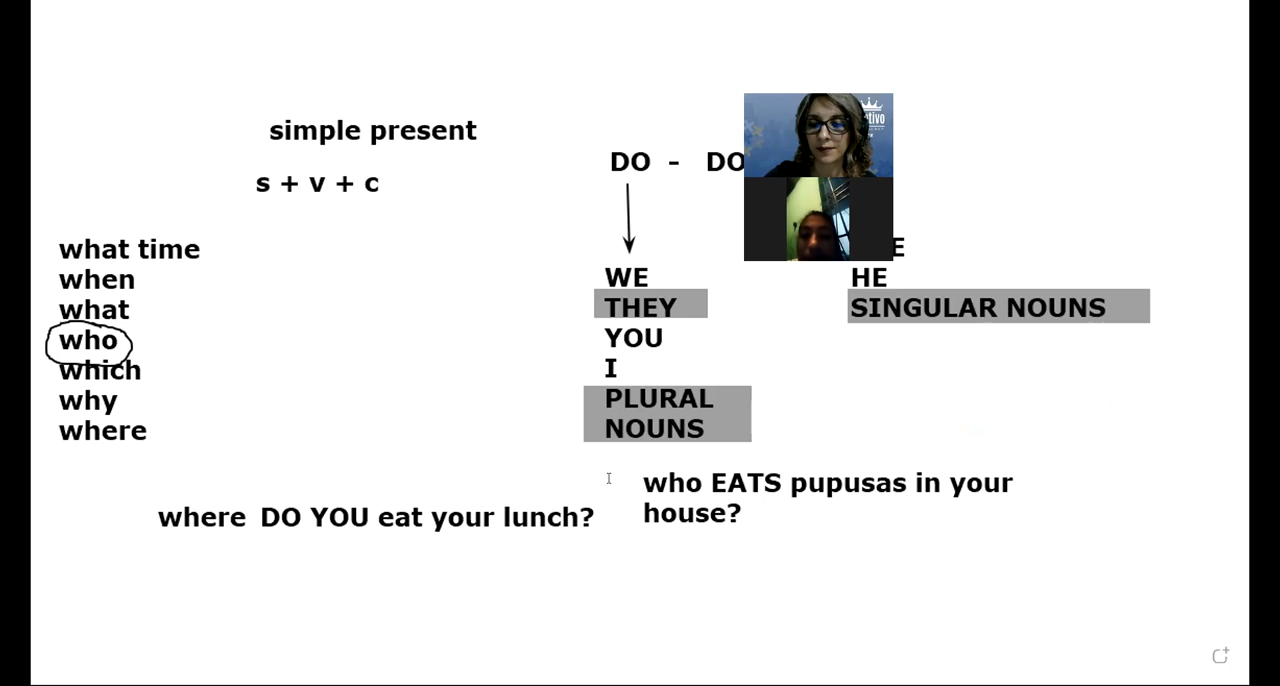 simple present
DO - DO
s + v + c
what time
when
what
who
which
why
where
WE
THEY
YOU
I
PLURAL
NOUNS
HE
SINGULAR NOUNS
who EATS pupusas in your
house?
where DO YOU eat your lunch?